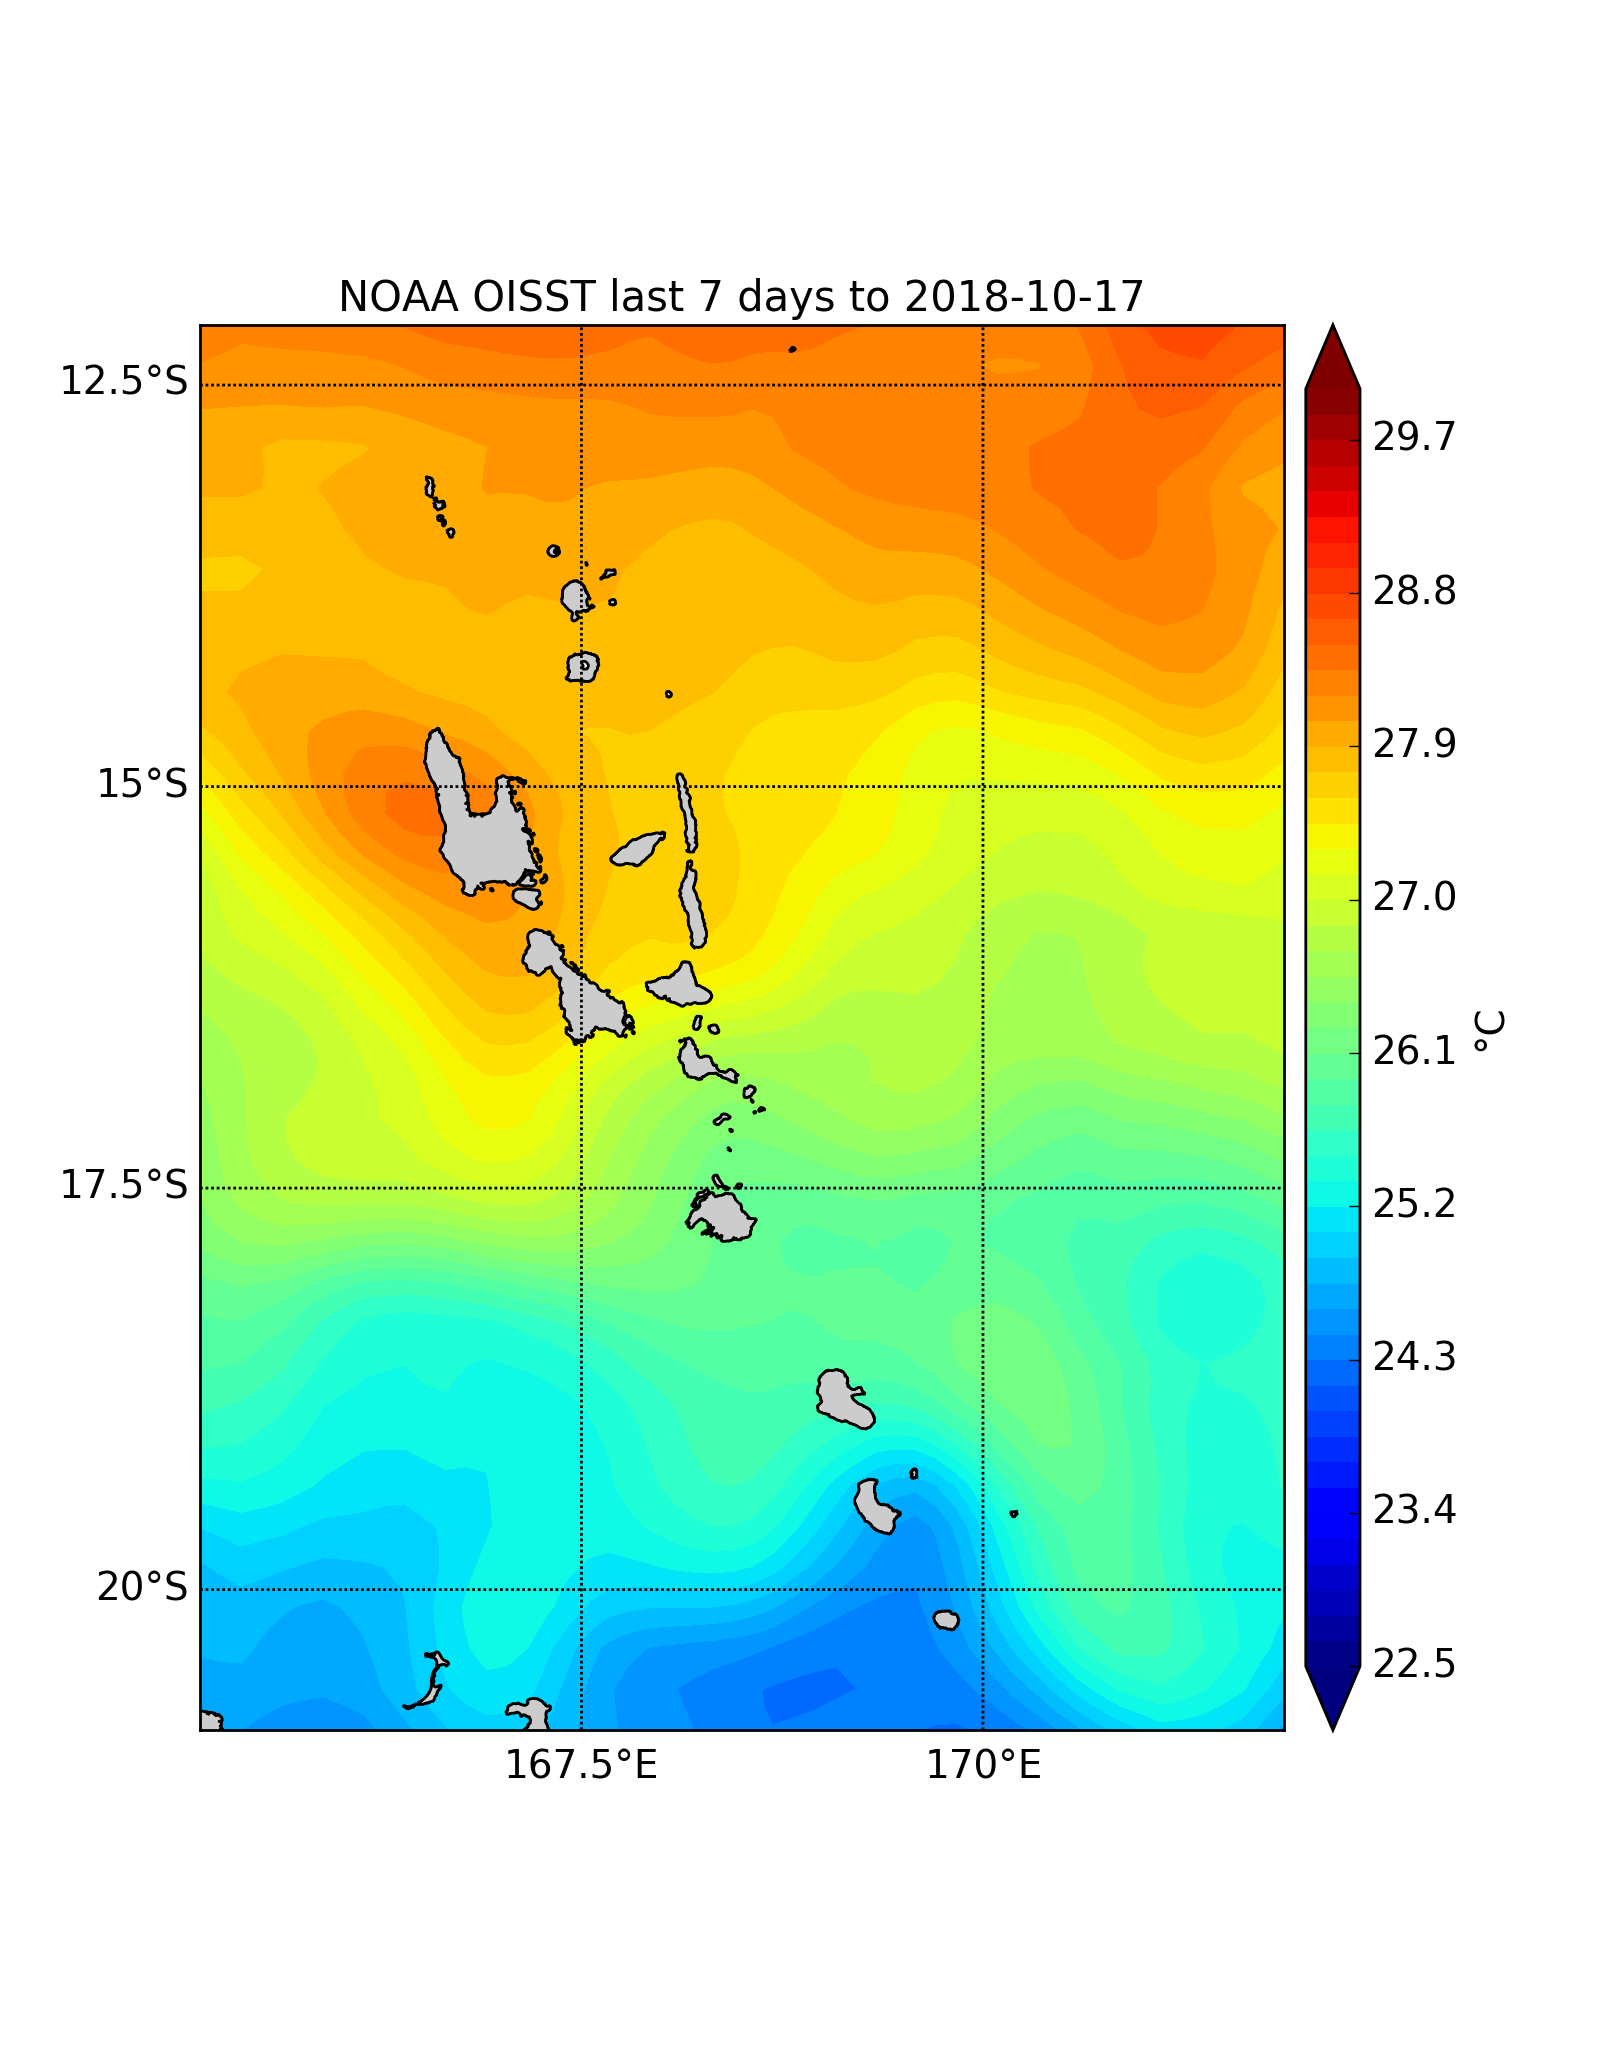 NOAA OISST last 7 days to 2018-10-17
12.5°S
15°S
17.5°S
20°S
167.5°E
170°E
29.7
28.8
27.9
27.0
26.1
25.2
24.3
23.4
22.5
°C